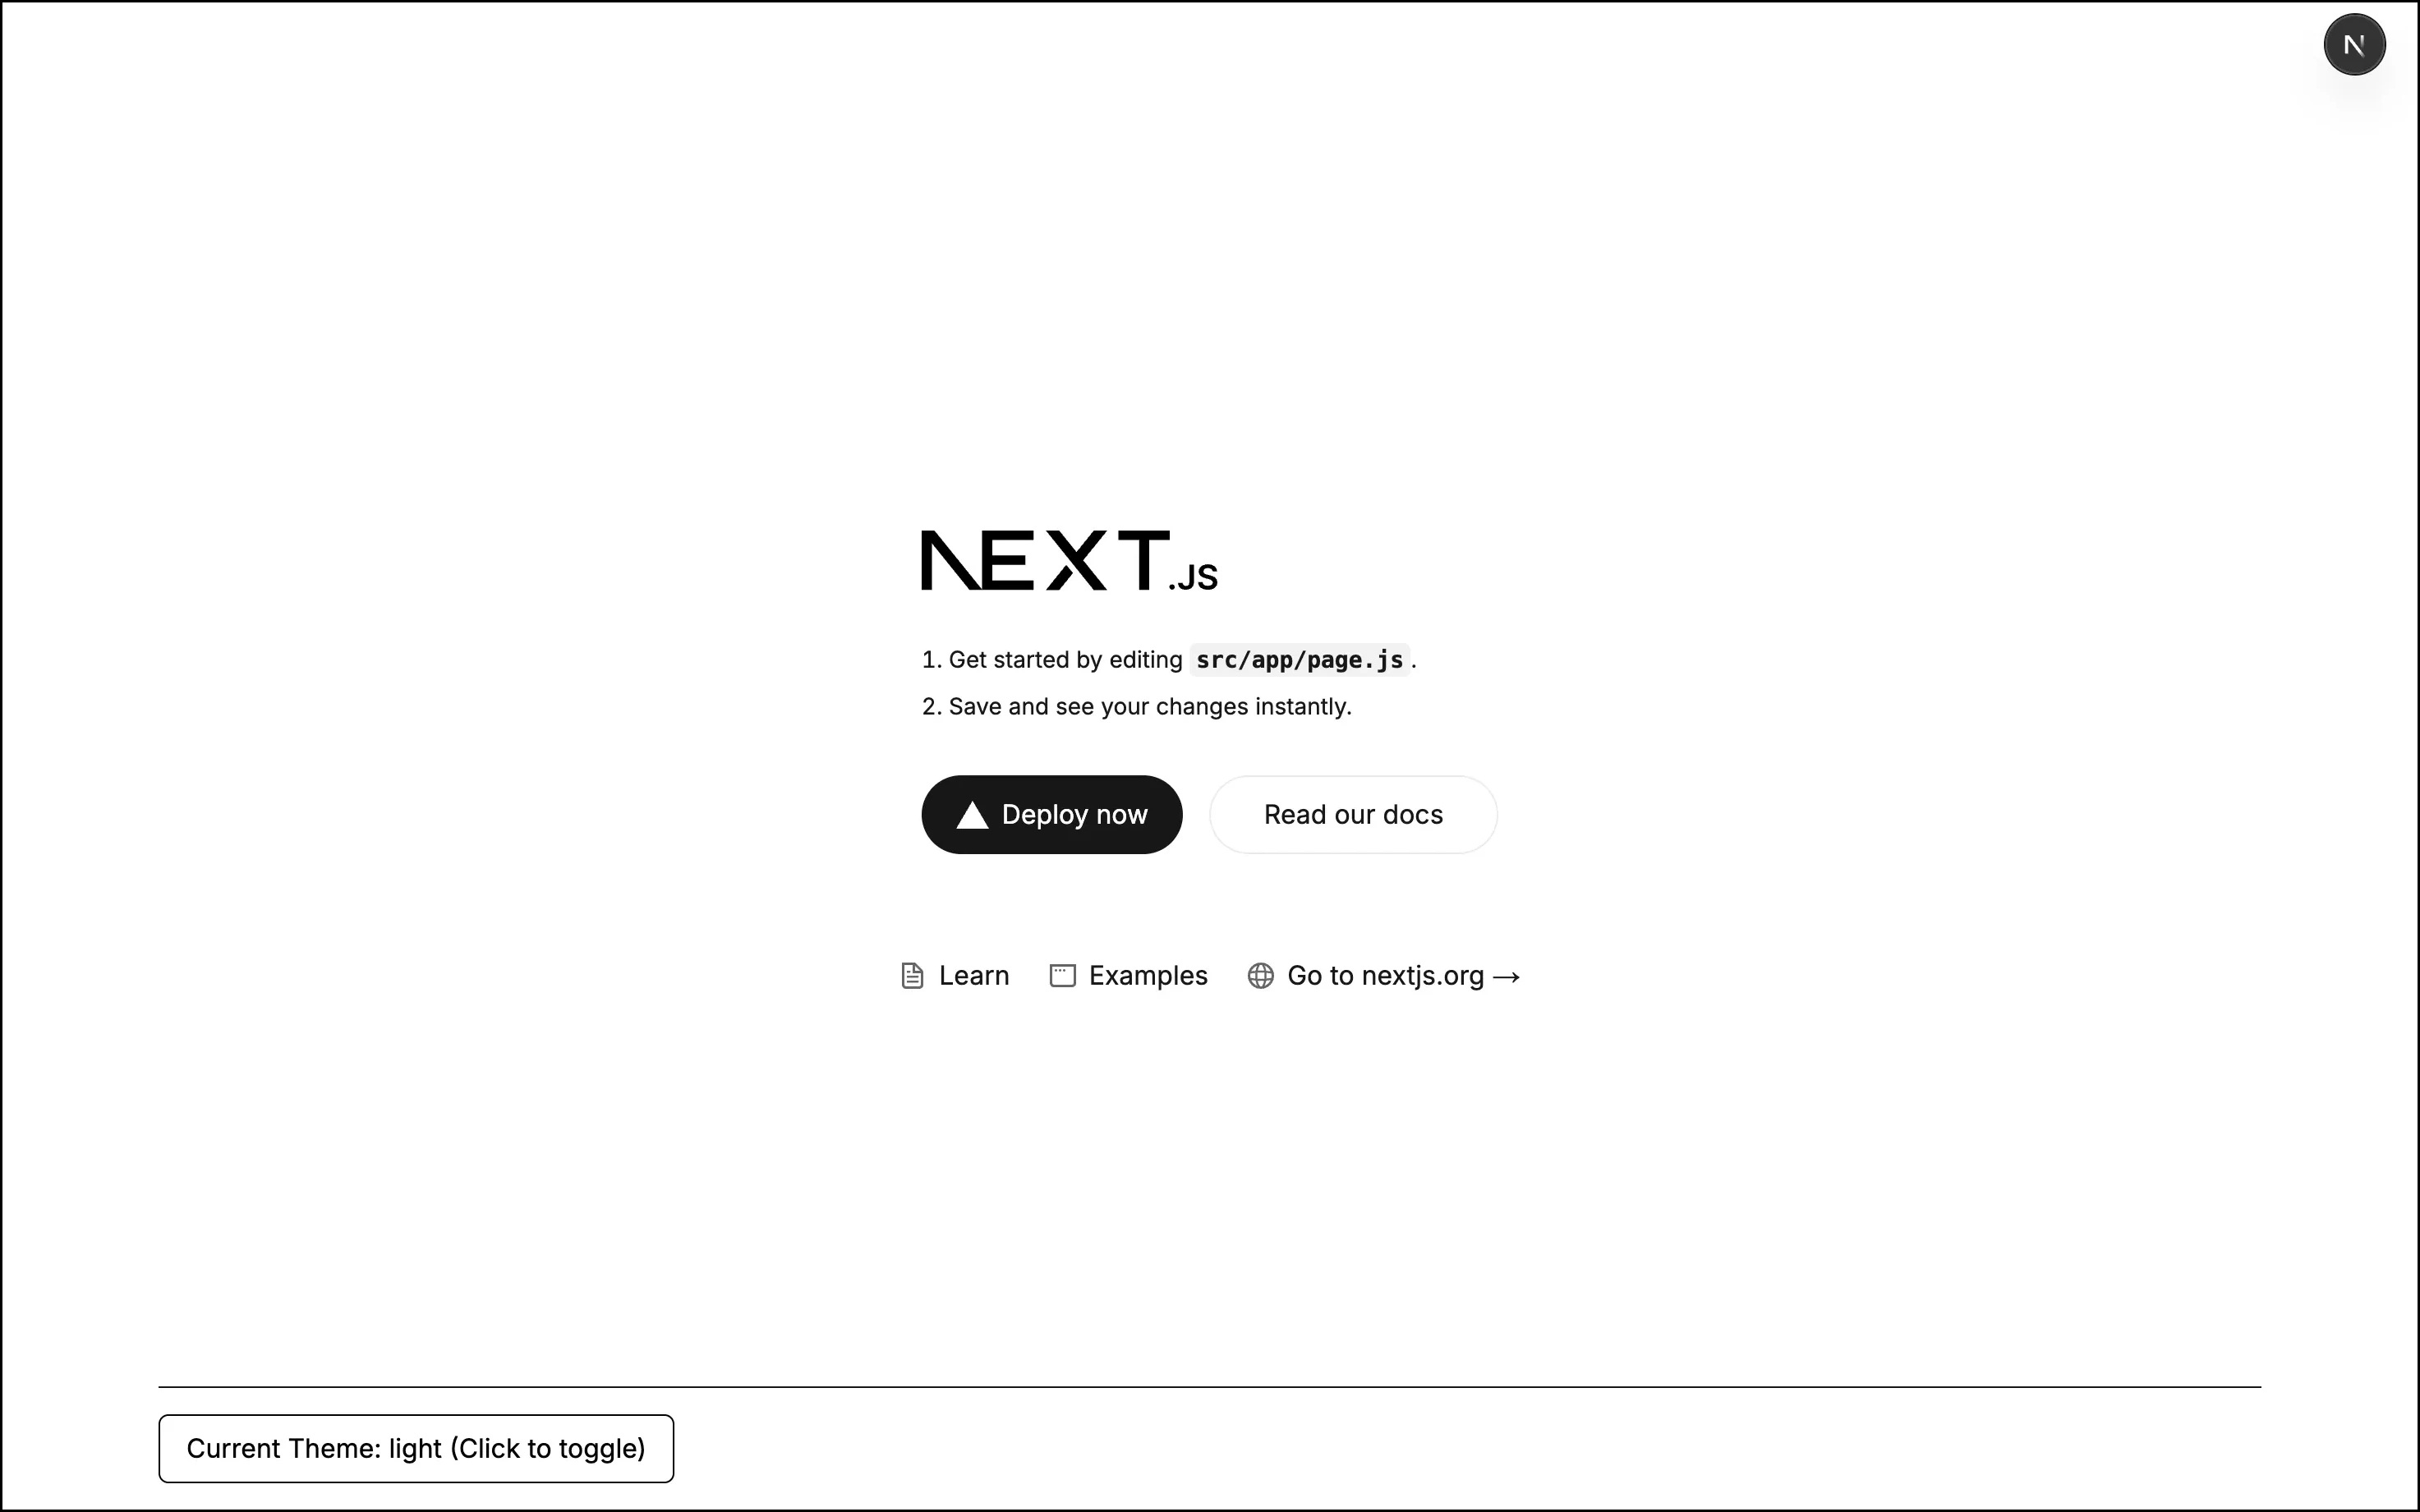 N
NEXT.JS
1. Get started by editing src/app/page.js.
2. Save and see your changes instantly.
Deploy now
Read our docs
Learn
Examples
Go to nextjs.org →
Current Theme: light (Click to toggle)